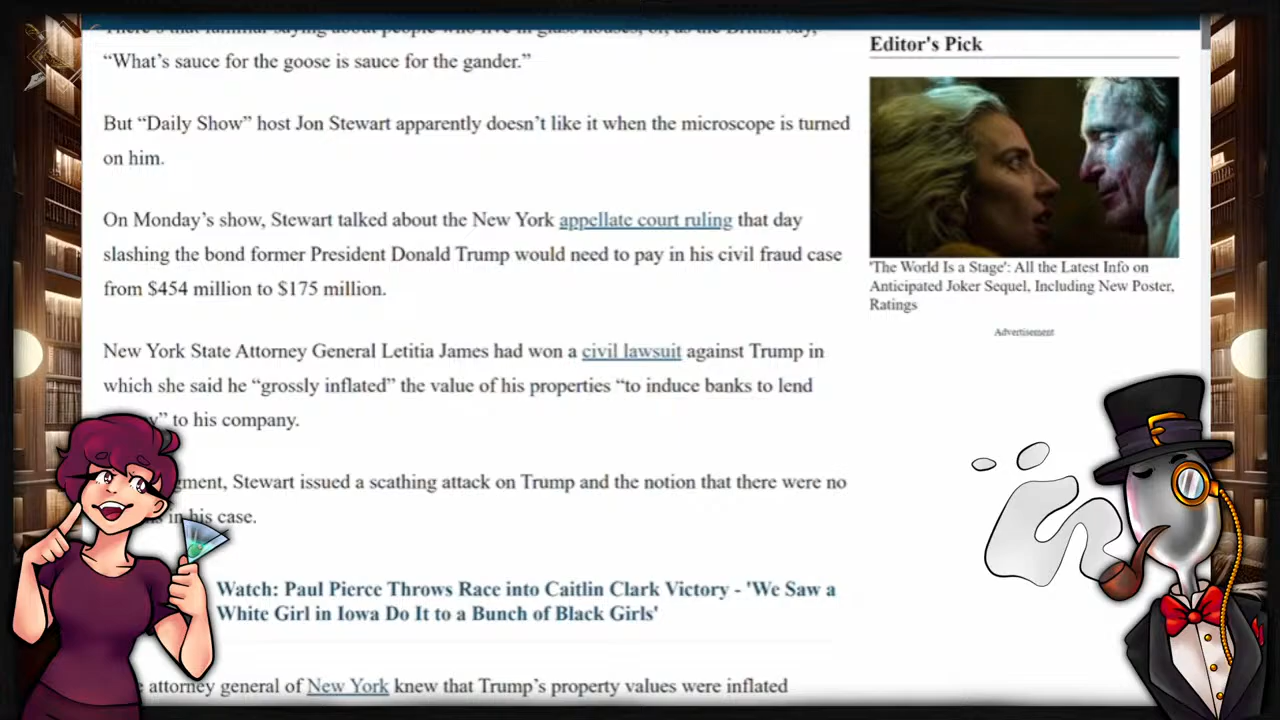 There's that familiar saying about people who live in glass houses, or, as the British say,
“What’s sauce for the goose is sauce for the gander.”
But “Daily Show” host Jon Stewart apparently doesn’t like it when the microscope is turned
on him.
On Monday’s show, Stewart talked about the New York appellate court ruling that day
slashing the bond former President Donald Trump would need to pay in his civil fraud case
from $454 million to $175 million.
New York State Attorney General Letitia James had won a civil lawsuit against Trump in
which she said he “grossly inflated” the value of his properties “to induce banks to lend
” to his company.
gment, Stewart issued a scathing attack on Trump and the notion that there were no
in his case.
Watch: Paul Pierce Throws Race into Caitlin Clark Victory - 'We Saw a
White Girl in Iowa Do It to a Bunch of Black Girls'
attorney general of New York knew that Trump’s property values were inflated
Editor's Pick
'The World Is a Stage': All the Latest Info on
Anticipated Joker Sequel, Including New Poster,
Ratings
Advertisement